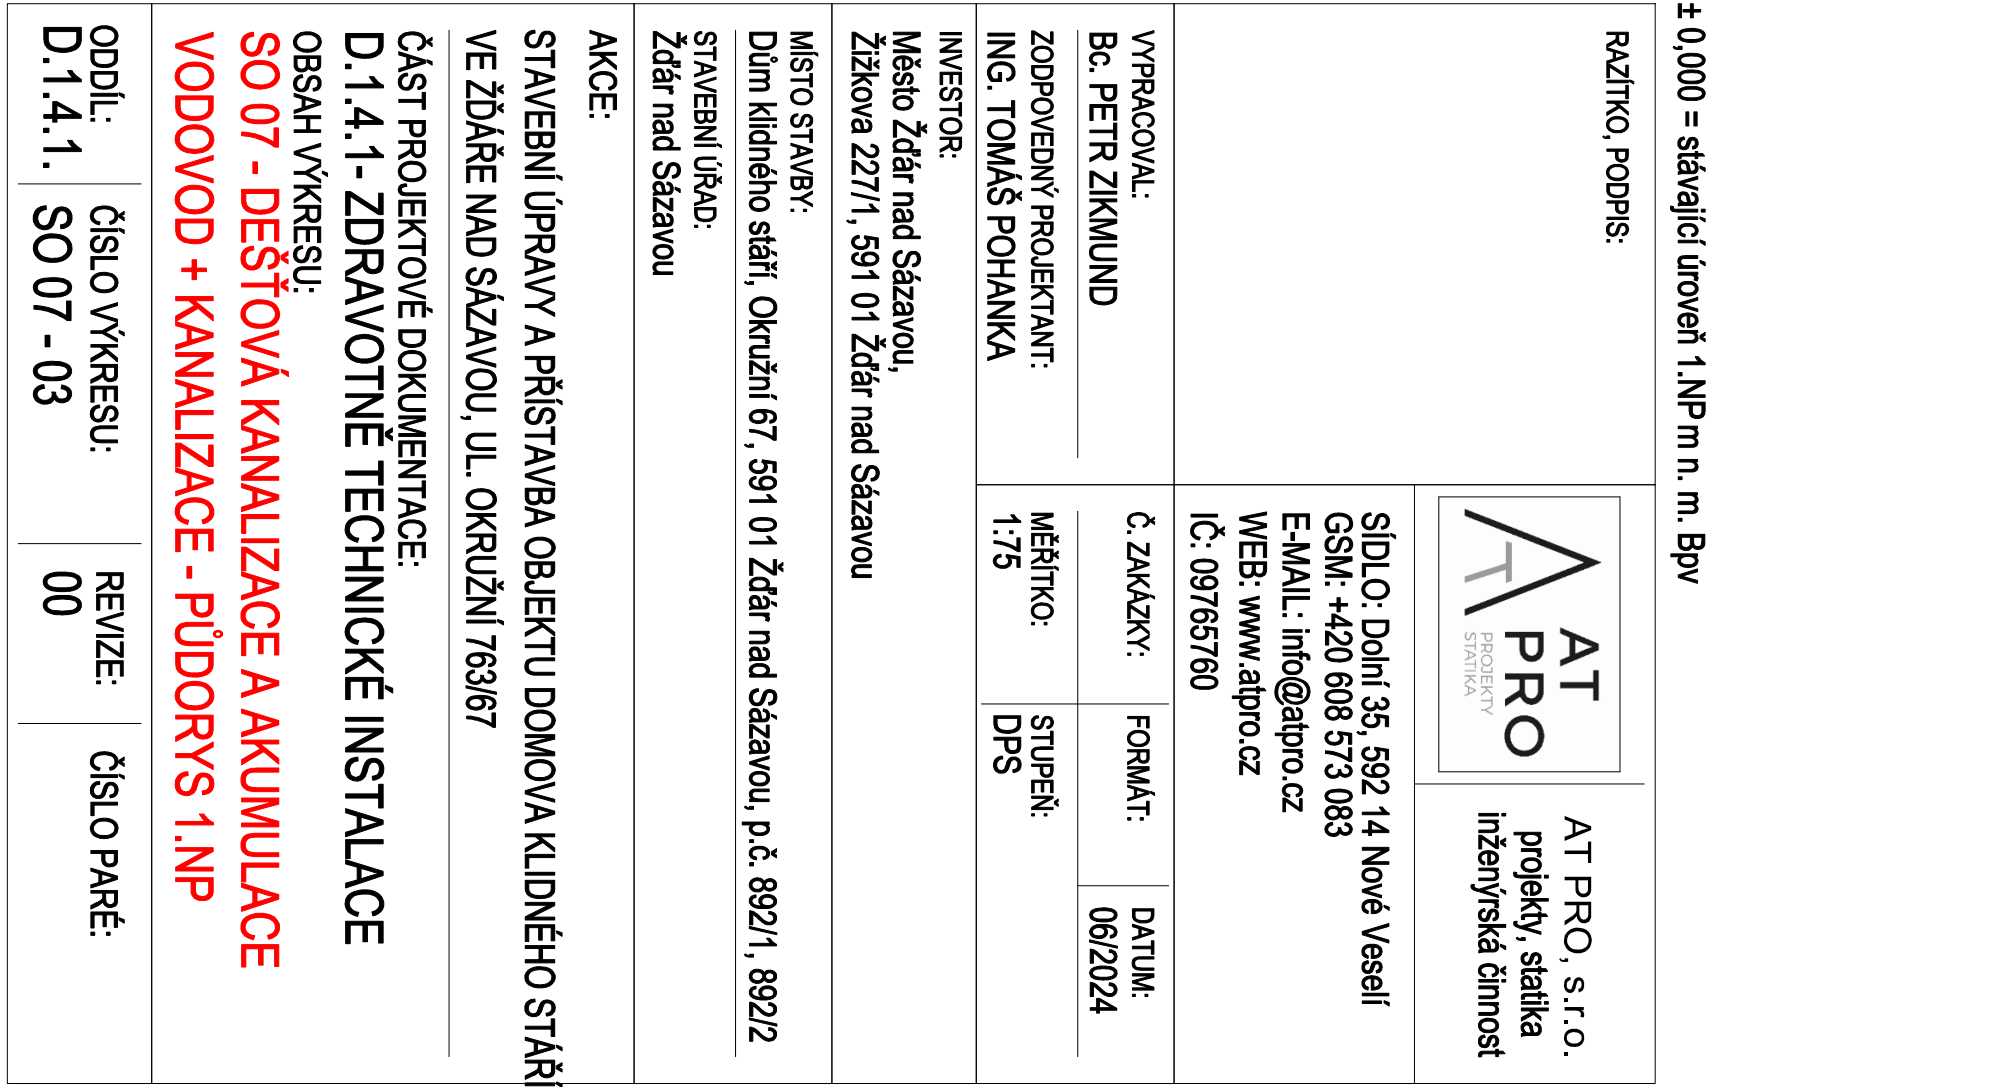 ± 0,000 = stávající úroveň 1.NP m n. m. Bpv
RAZÍTKO, PODPIS:
AT
PRO
PROJEKTY
STATIKA
AT PRO, s.r.o.
projekty, statika
inženýrská činnost
SÍDLO: Dolní 35, 592 14 Nové Veselí
GSM: +420 608 573 083
E-MAIL: info@atpro.cz
WEB: www.atpro.cz
IČ: 09765760
VYPRACOVAL:
Bc. PETR ZIKMUND
Č. ZAKÁZKY:
FORMÁT:
DATUM:
06/2024
ZODPOVEDNÝ PROJEKTANT:
ING. TOMÁŠ POHANKA
MĚŘÍTKO:
1:75
STUPEŇ:
DPS
INVESTOR:
Město Žďár nad Sázavou,
Žižkova 227/1, 591 01 Žďár nad Sázavou
MÍSTO STAVBY:
Dům klidného stáří, Okružní 67, 591 01 Žďár nad Sázavou, p.č. 892/1, 892/2
STAVEBNÍ ÚŘAD:
Žďár nad Sázavou
AKCE:
STAVEBNÍ ÚPRAVY A PŘÍSTAVBA OBJEKTU DOMOVA KLIDNÉHO STÁŘÍ
VE ŽĎÁŘE NAD SÁZAVOU, UL. OKRUŽNÍ 763/67
ČÁST PROJEKTOVÉ DOKUMENTACE:
D.1.4.1- ZDRAVOTNĚ TECHNICKÉ INSTALACE
OBSAH VÝKRESU:
SO 07 - DEŠŤOVÁ KANALIZACE A AKUMULACE
VODOVOD + KANALIZACE - PŮDORYS 1.NP
ODDÍL:
D.1.4.1.
ČÍSLO VÝKRESU:
SO 07 - 03
REVIZE:
00
ČÍSLO PARÉ: